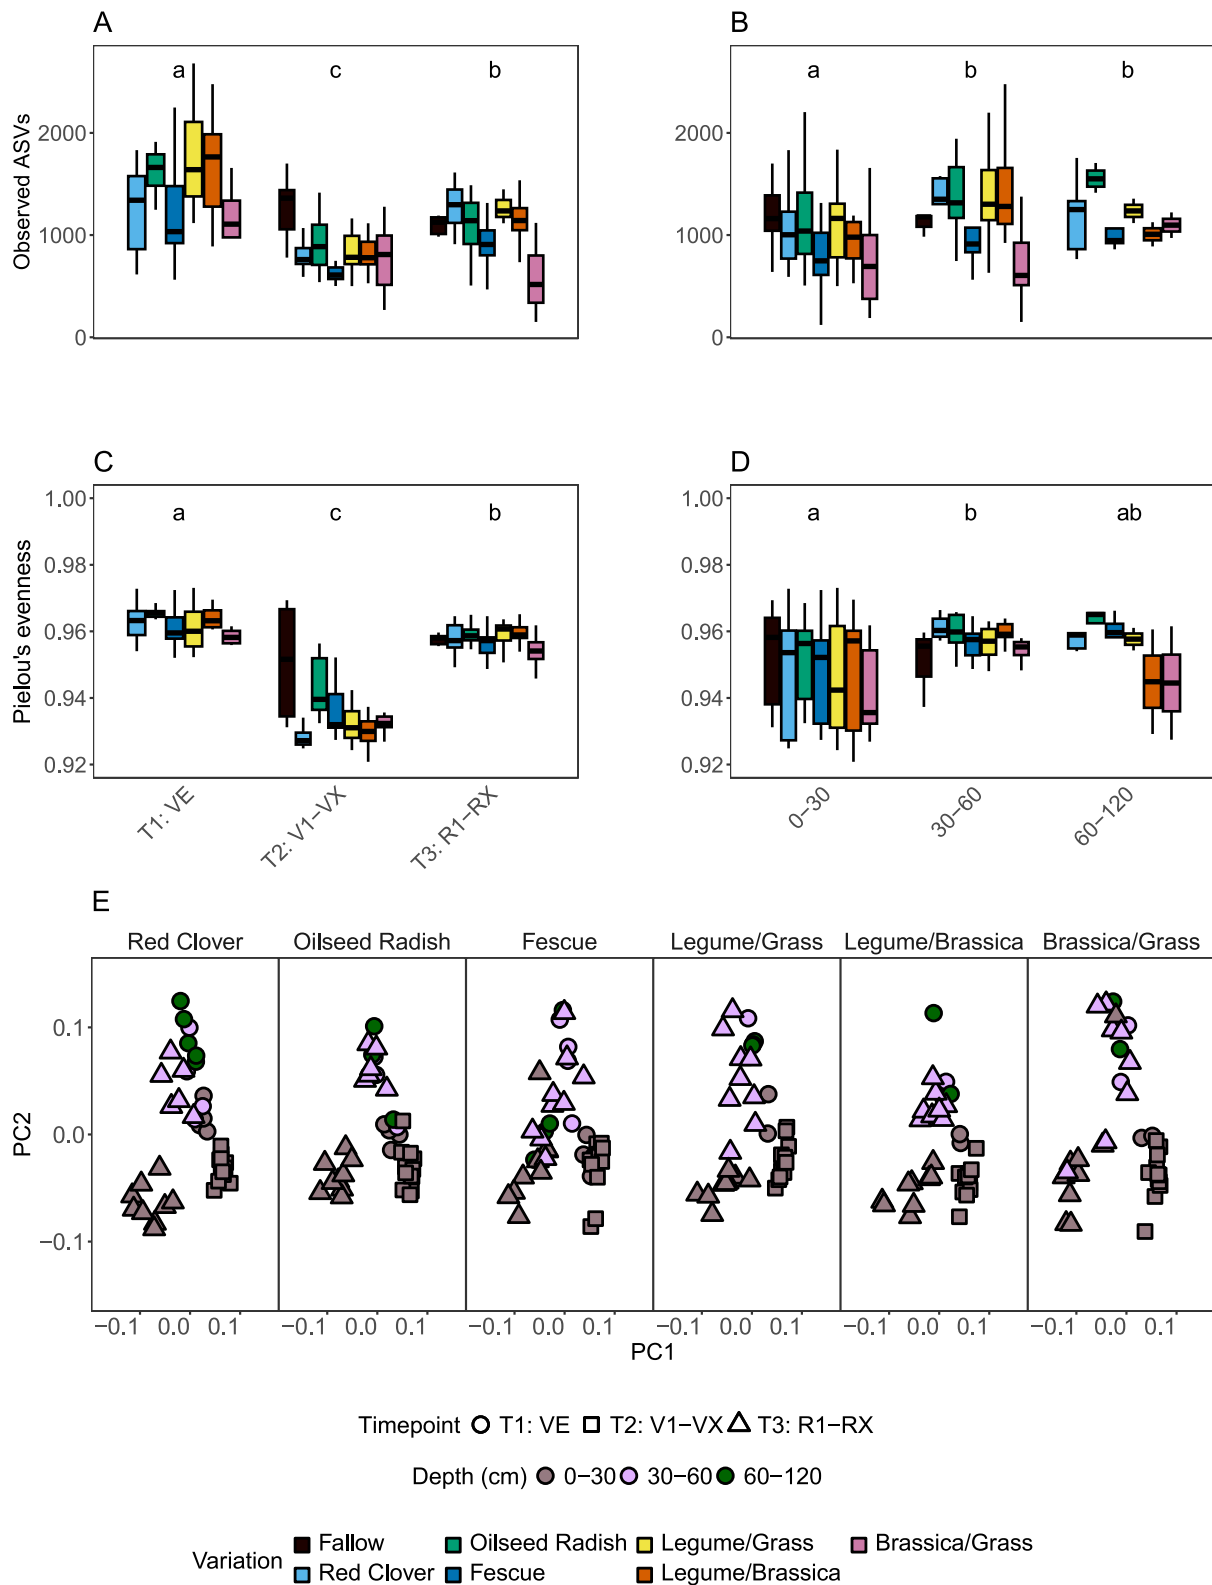 A
B
a
c
b
a
b
b
Observed ASVs
2000
1000
0
2000
1000
0
C
D
a
c
b
a
b
ab
Pielou's evenness
1.00
0.98
0.96
0.94
0.92
1.00
0.98
0.96
0.94
0.92
T1: VE
T2: V1−VX
T3: R1−RX
0−30
30−60
60−120
E
Red Clover
Oilseed Radish
Fescue
Legume/Grass
Legume/Brassica
Brassica/Grass
PC2
0.1
0.0
−0.1
−0.1 0.0 0.1
−0.1 0.0 0.1
−0.1 0.0 0.1
−0.1 0.0 0.1
−0.1 0.0 0.1
−0.1 0.0 0.1
PC1
Timepoint T1: VE T2: V1−VX T3: R1−RX
Depth (cm) 0−30 30−60 60−120
Variation
Fallow Oilseed Radish Legume/Grass Brassica/Grass
Red Clover Fescue Legume/Brassica